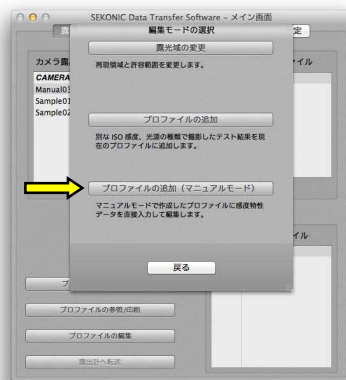 SEKONIC Data Transfer Software – メイン画面
編集モードの選択
定
露光域の変更
カメラ露
イル
再現領域と許容範囲を変更します。
CAMERA
Manual03
Sample01
Sample02
プロファイルの追加
別な ISO 感度、光源の種類で撮影したテスト結果を現
在のプロファイルに追加します。
プロファイルの追加（マニュアルモード）
マニュアルモードで作成したプロファイルに感度特性
データを直接入力して編集します。
イル
戻る
プ
プロファイルの参照/印刷
プロファイルの編集
露出計へ転送